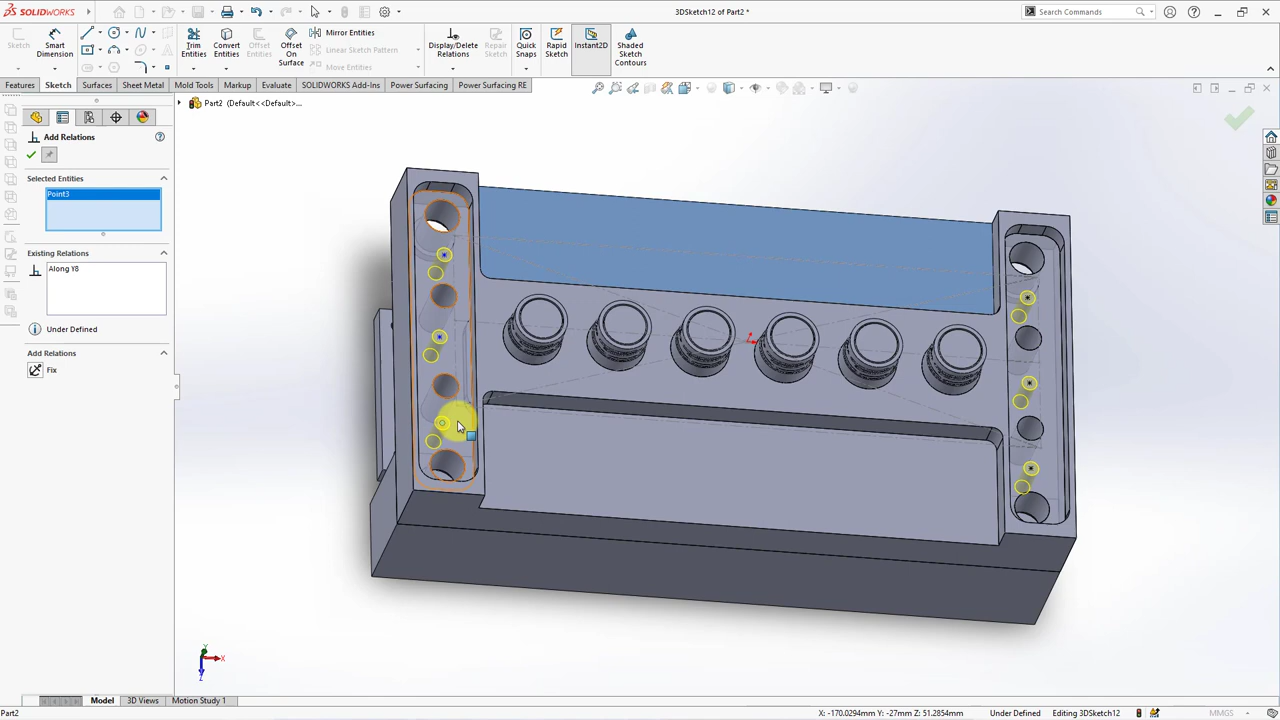 SOLIDWORKS
3DSketch12 of Part2 *
Search Commands
Sketch
Smart Dimension
Trim Entities
Convert Entities
Offset Entities
Offset On Surface
Mirror Entities
Linear Sketch Pattern
Move Entities
Display/Delete Relations
Repair Sketch
Quick Snaps
Rapid Sketch
Instant2D
Shaded Sketch Contours
Features
Sketch
Surfaces
Sheet Metal
Mold Tools
Markup
Evaluate
SOLIDWORKS Add-Ins
Power Surfacing
Power Surfacing RE
Part2 (Default<<Default>...
Add Relations
Selected Entities
Point3
Existing Relations
Along Y8
Under Defined
Add Relations
Fix
Y
X
Z
Model
3D Views
Motion Study 1
Part2
X: -170.0294mm Y: -27mm Z: 51.2854mm
Under Defined
Editing 3DSketch12
MMGS